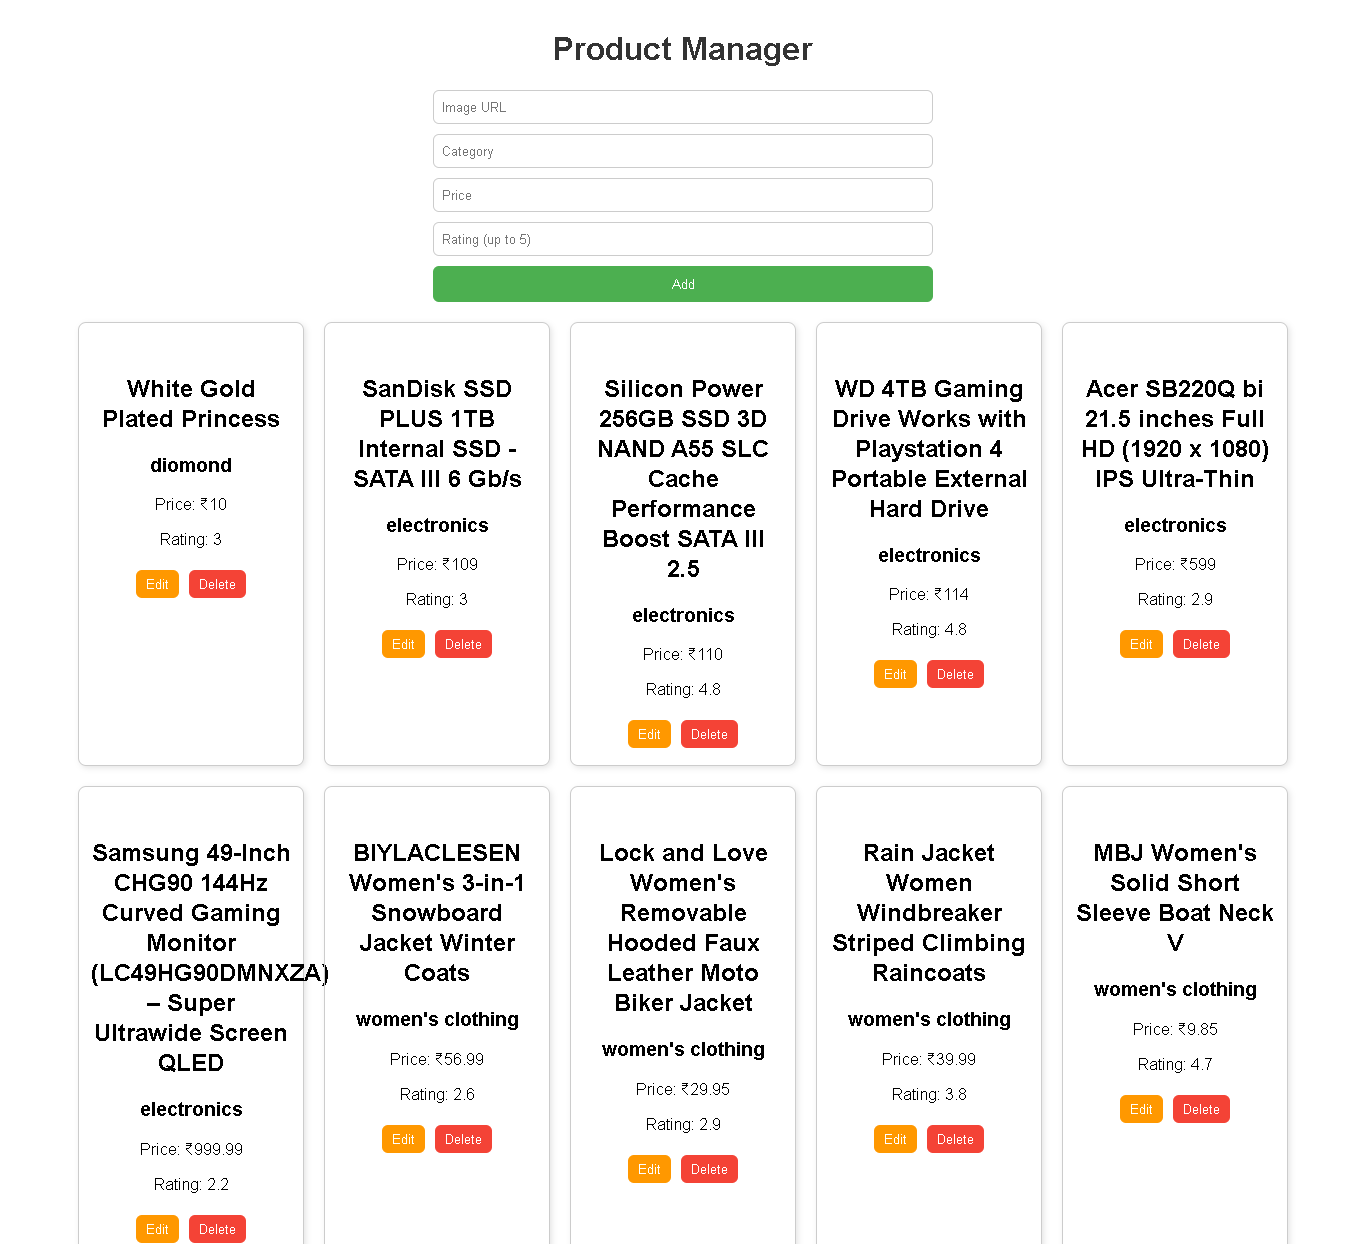 Product Manager
Image URL
Category
Price
Rating (up to 5)
Add
White Gold
Plated Princess
diomond
Price: ₹10
Rating: 3
Edit Delete
SanDisk SSD
PLUS 1TB
Internal SSD -
SATA III 6 Gb/s
electronics
Price: ₹109
Rating: 3
Edit Delete
Silicon Power
256GB SSD 3D
NAND A55 SLC
Cache
Performance
Boost SATA III
2.5
electronics
Price: ₹110
Rating: 4.8
Edit Delete
WD 4TB Gaming
Drive Works with
Playstation 4
Portable External
Hard Drive
electronics
Price: ₹114
Rating: 4.8
Edit Delete
Acer SB220Q bi
21.5 inches Full
HD (1920 x 1080)
IPS Ultra-Thin
electronics
Price: ₹599
Rating: 2.9
Edit Delete
Samsung 49-Inch
CHG90 144Hz
Curved Gaming
Monitor
(LC49HG90DMNXZA)
– Super
Ultrawide Screen
QLED
electronics
Price: ₹999.99
Rating: 2.2
Edit Delete
BIYLACLESEN
Women's 3-in-1
Snowboard
Jacket Winter
Coats
women's clothing
Price: ₹56.99
Rating: 2.6
Edit Delete
Lock and Love
Women's
Removable
Hooded Faux
Leather Moto
Biker Jacket
women's clothing
Price: ₹29.95
Rating: 2.9
Edit Delete
Rain Jacket
Women
Windbreaker
Striped Climbing
Raincoats
women's clothing
Price: ₹39.99
Rating: 3.8
Edit Delete
MBJ Women's
Solid Short
Sleeve Boat Neck
V
women's clothing
Price: ₹9.85
Rating: 4.7
Edit Delete